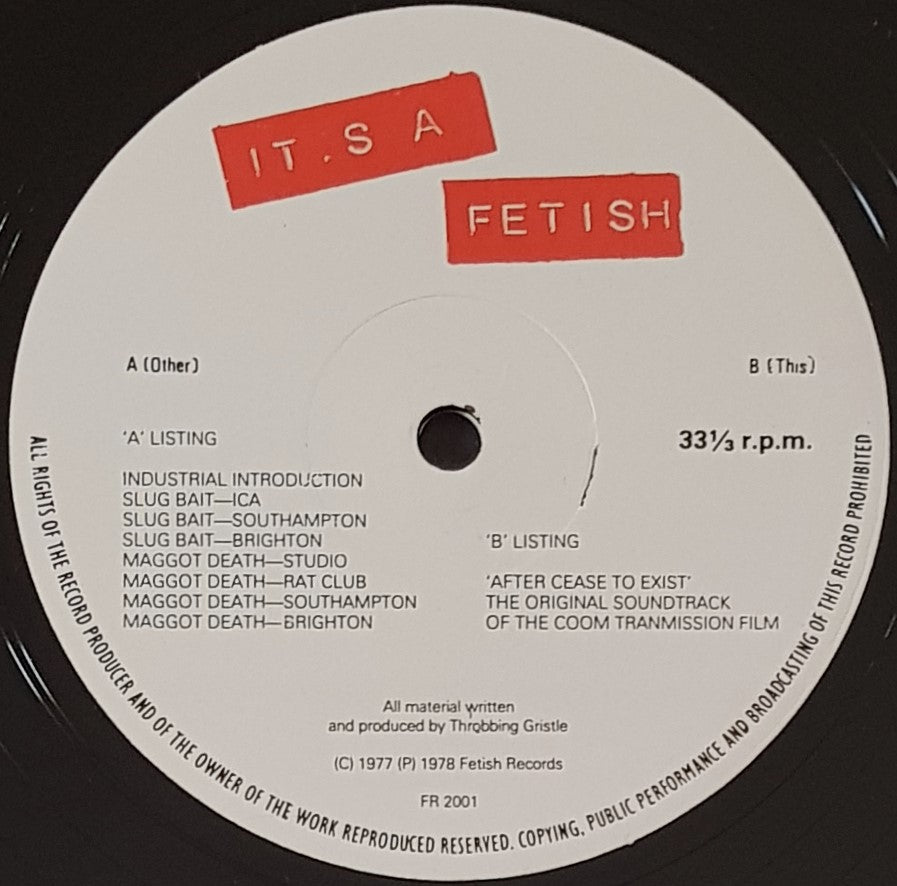 IT.S A
FETISH
A (Other)
B (This)
'A' LISTING
33⅓ r.p.m.
INDUSTRIAL INTRODUCTION
SLUG BAIT—ICA
SLUG BAIT—SOUTHAMPTON
SLUG BAIT—BRIGHTON
MAGGOT DEATH—STUDIO
MAGGOT DEATH—RAT CLUB
MAGGOT DEATH—SOUTHAMPTON
MAGGOT DEATH—BRIGHTON
'B' LISTING
'AFTER CEASE TO EXIST'
THE ORIGINAL SOUNDTRACK
OF THE COOM TRANMISSION FILM
All material written
and produced by Throbbing Gristle
(C) 1977 (P) 1978 Fetish Records
FR 2001
ALL RIGHTS OF THE RECORD PRODUCER AND OF THE OWNER OF THE WORK REPRODUCED RESERVED. COPYING, PUBLIC PERFORMANCE AND BROADCASTING OF THIS RECORD PROHIBITED